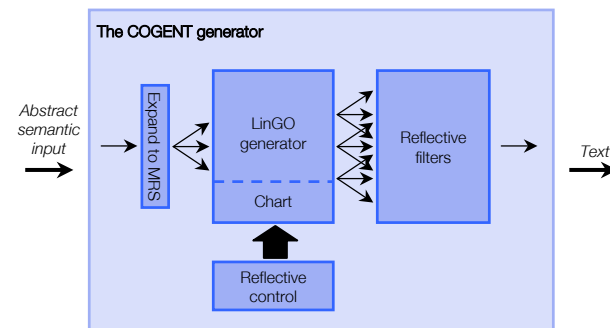 The COGENT generator
Abstract
semantic
input
Expand to MRS
LinGO
generator
Chart
Reflective
filters
Text
Reflective
control